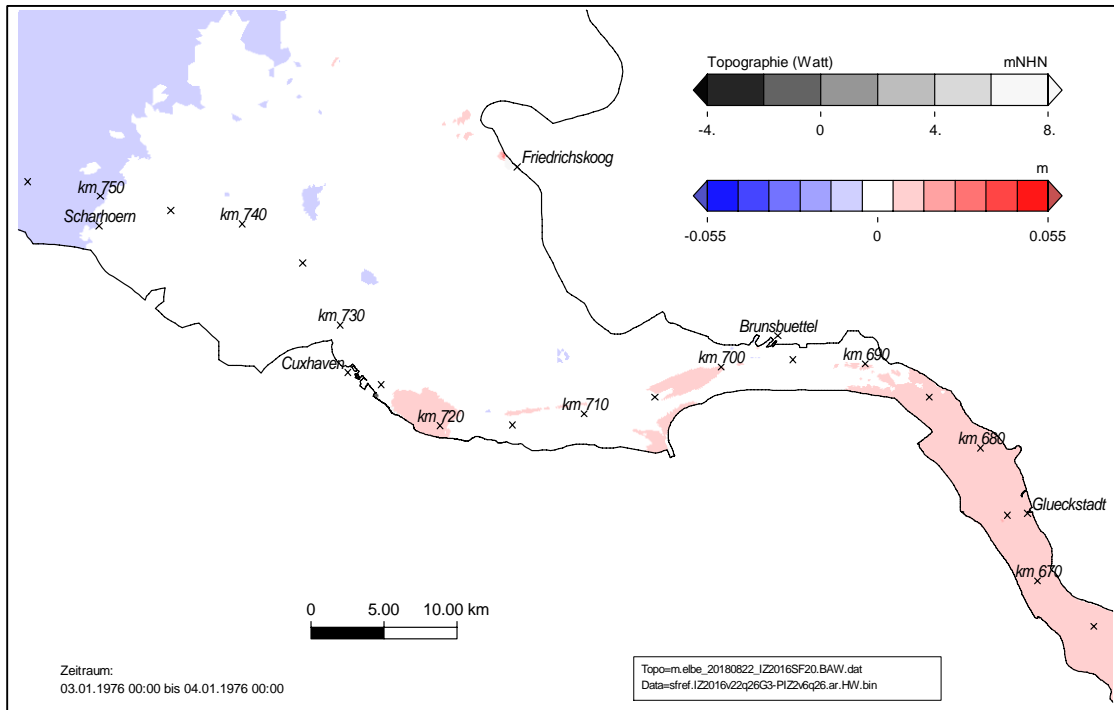 Topographie (Watt) mNHN
-4. 0 4. 8.
Friedrichskoog
m
km 750
Scharhoern
km 740
-0.055 0 0.055
km 730
Brunsbuettel
Cuxhaven
km 700
km 690
km 720
km 710
km 680
Glueckstadt
km 670
0 5.00 10.00 km
Zeitraum:
03.01.1976 00:00 bis 04.01.1976 00:00
Topo=m.elbe_20180822_IZ2016SF20.BAW.dat
Data=sfref.IZ2016v22q26G3-PIZ2v6q26.ar.HW.bin